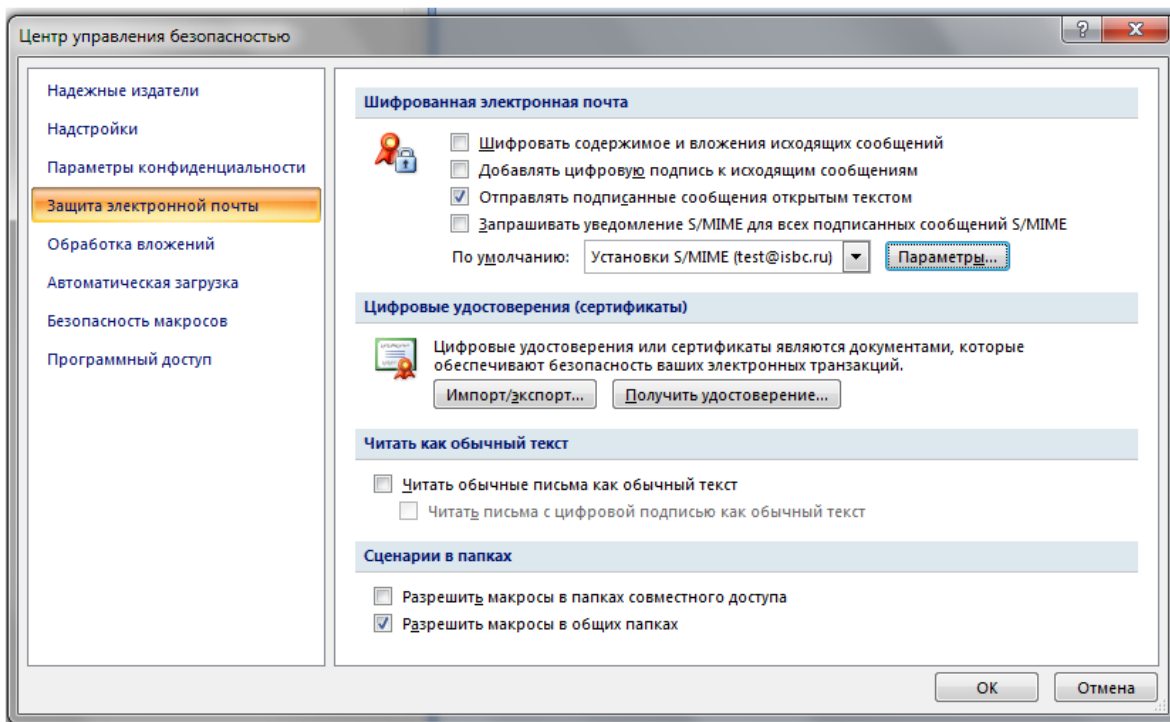 Центр управления безопасностью
Надежные издатели
Надстройки
Параметры конфиденциальности
Защита электронной почты
Обработка вложений
Автоматическая загрузка
Безопасность макросов
Программный доступ
Шифрованная электронная почта
Шифровать содержимое и вложения исходящих сообщений
Добавлять цифровую подпись к исходящим сообщениям
Отправлять подписанные сообщения открытым текстом
Запрашивать уведомление S/MIME для всех подписанных сообщений S/MIME
По умолчанию: Установки S/MIME (test@isbc.ru) Параметры...
Цифровые удостоверения (сертификаты)
Цифровые удостоверения или сертификаты являются документами, которые
обеспечивают безопасность ваших электронных транзакций.
Импорт/экспорт... Получить удостоверение...
Читать как обычный текст
Читать обычные письма как обычный текст
Читать письма с цифровой подписью как обычный текст
Сценарии в папках
Разрешить макросы в папках совместного доступа
Разрешить макросы в общих папках
ОК Отмена